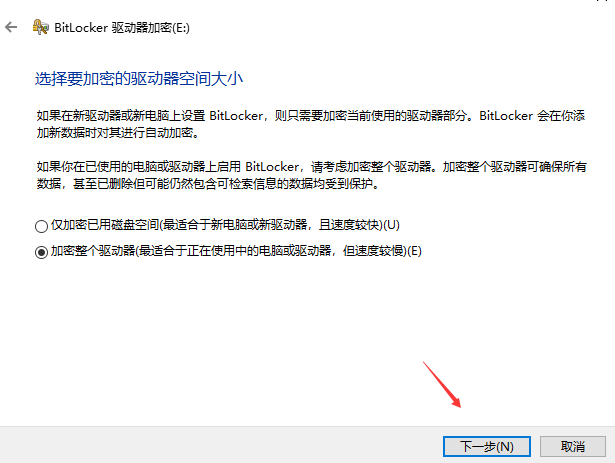 BitLocker 驱动器加密(E:)
选择要加密的驱动器空间大小
如果在新驱动器或新电脑上设置 BitLocker，则只需要加密当前使用的驱动器部分。BitLocker 会在你添
加新数据时对其进行自动加密。
如果你在已使用的电脑或驱动器上启用 BitLocker，请考虑加密整个驱动器。加密整个驱动器可确保所有
数据，甚至已删除但可能仍然包含可检索信息的数据均受到保护。
仅加密已用磁盘空间(最适合于新电脑或新驱动器，且速度较快)(U)
加密整个驱动器(最适合于正在使用中的电脑或驱动器，但速度较慢)(E)
下一步(N)
取消